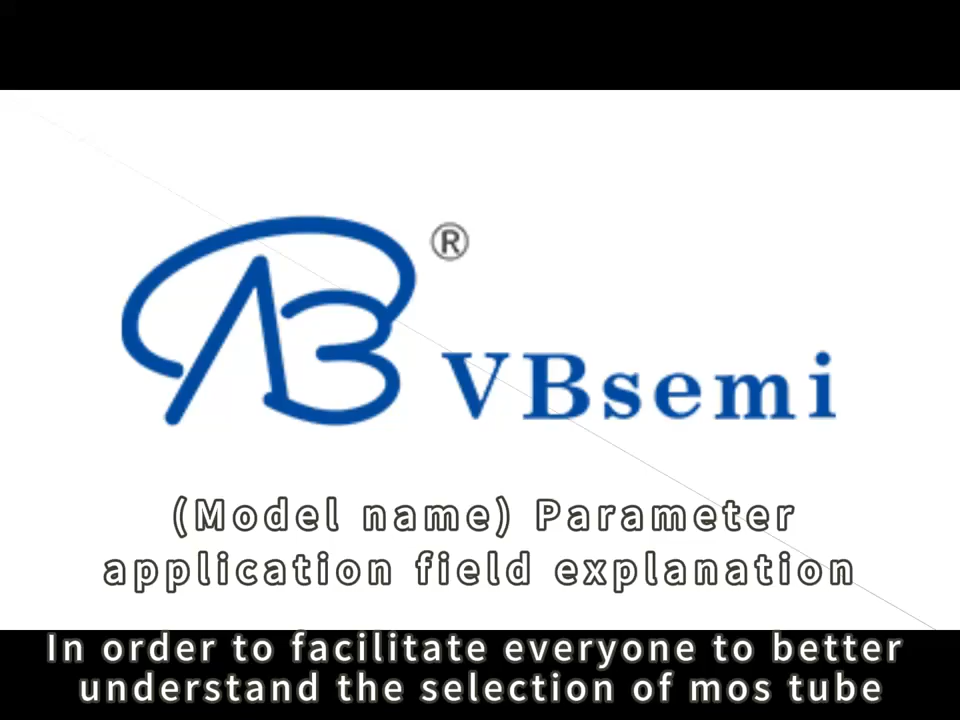 ®
VBsemi
(Model name) Parameter
application field explanation
In order to facilitate everyone to better
understand the selection of mos tube